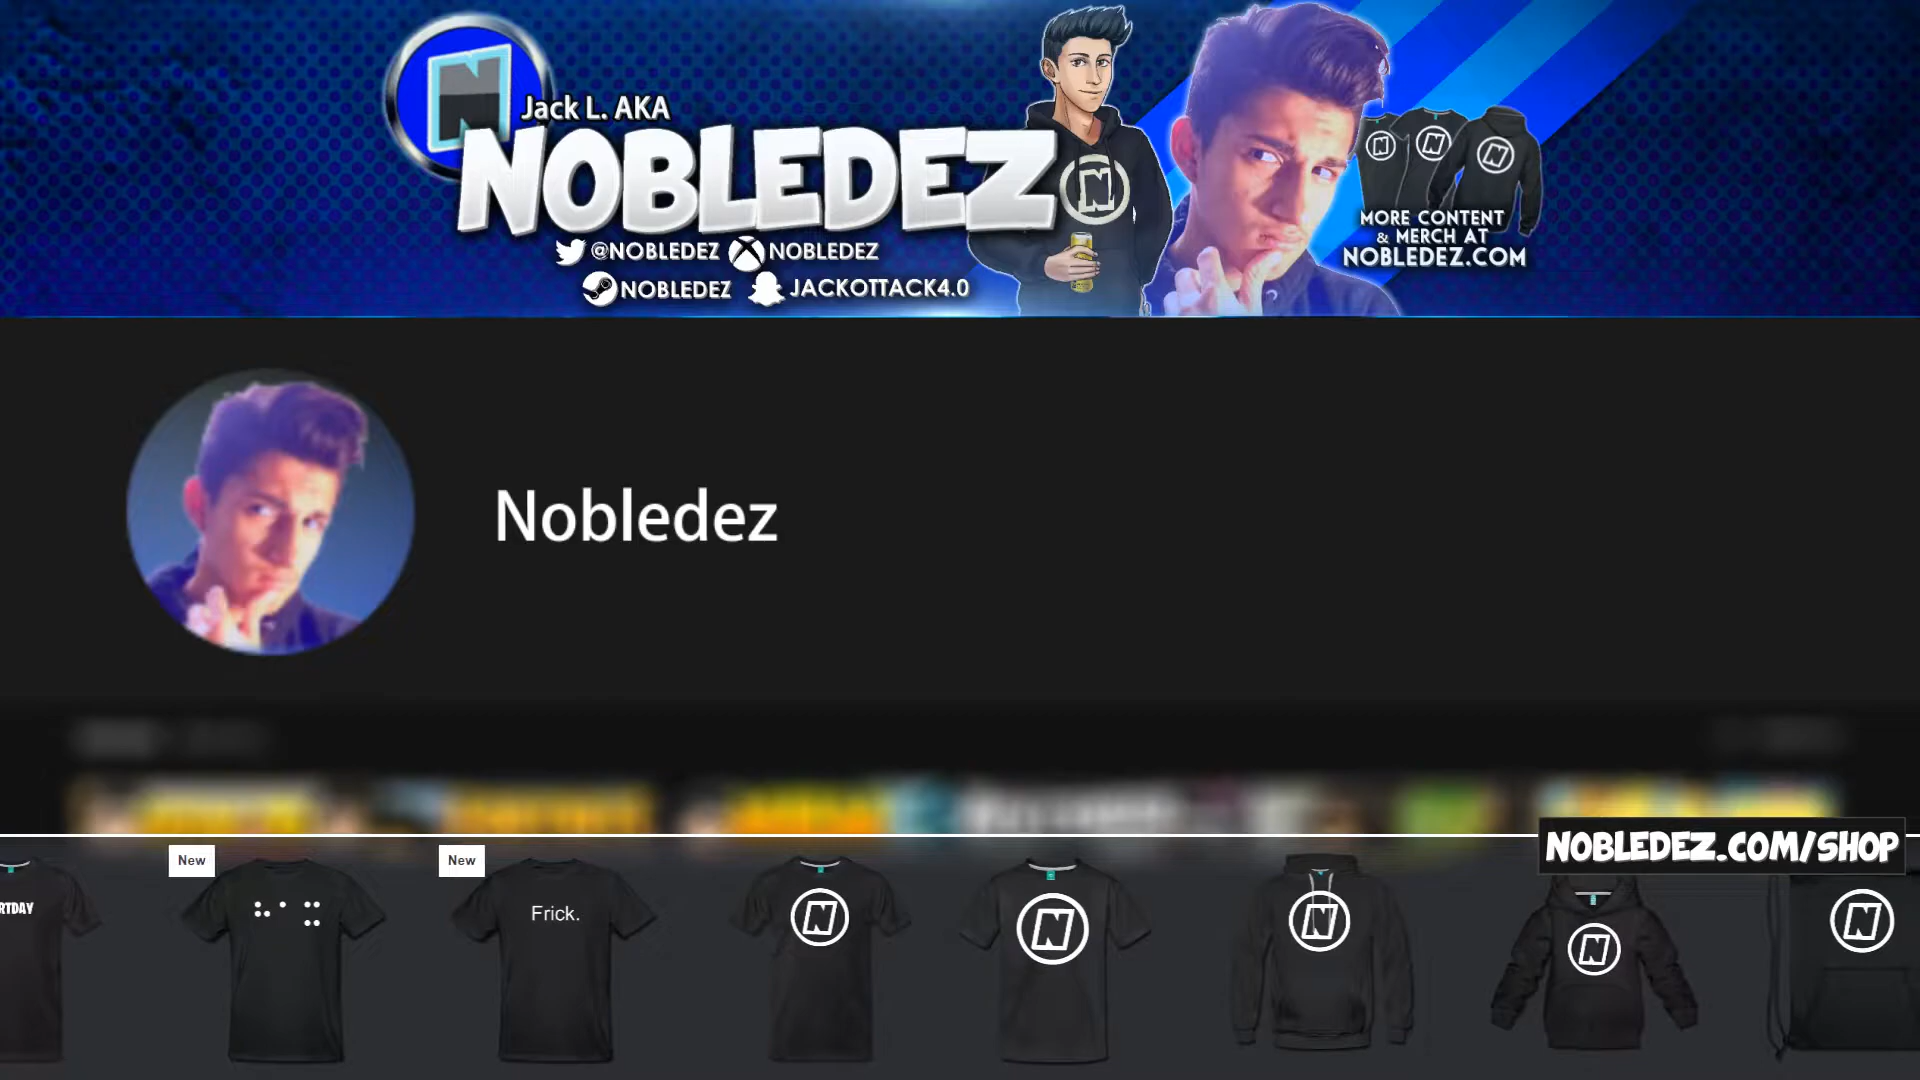 Jack L. AKA
NOBLEDEZ
@NOBLEDEZ NOBLEDEZ
NOBLEDEZ JACKOTTACK4.0
MORE CONTENT
& MERCH AT
NOBLEDEZ.COM
Nobledez
NOBLEDEZ.COM/SHOP
New
New
RTDAY
Frick.
N
N
N
N
N
N
N
N
N
N